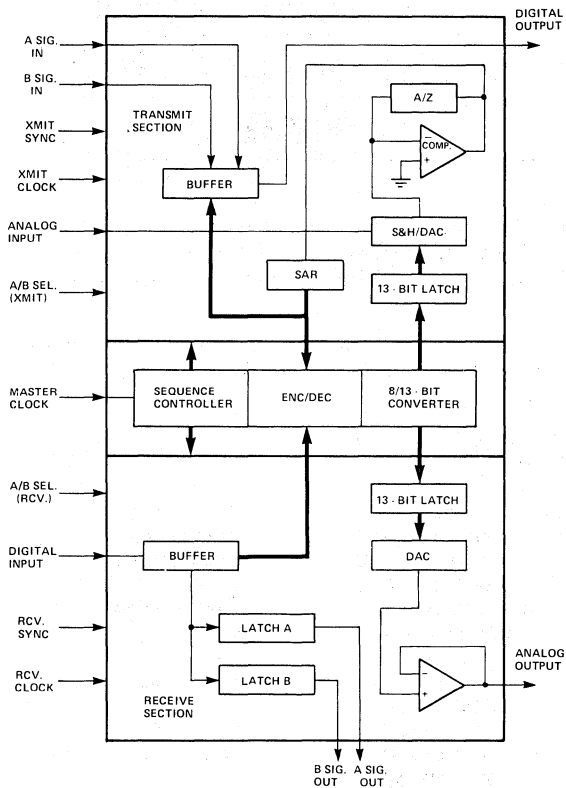 DIGITAL
OUTPUT
A SIG.
IN
B SIG.
IN
TRANSMIT
SECTION
XMIT
SYNC
XMIT
CLOCK
BUFFER
A/Z
COMP.
−
+
ANALOG
INPUT
S&H/DAC
SAR
A/B SEL.
(XMIT)
13 - BIT LATCH
MASTER
CLOCK
SEQUENCE
CONTROLLER
ENC/DEC
8/13 - BIT
CONVERTER
A/B SEL.
(RCV.)
13 - BIT LATCH
DIGITAL
INPUT
BUFFER
DAC
RCV.
SYNC
LATCH A
RCV.
CLOCK
LATCH B
RECEIVE
SECTION
−
+
ANALOG
OUTPUT
B SIG.
OUT
A SIG.
OUT